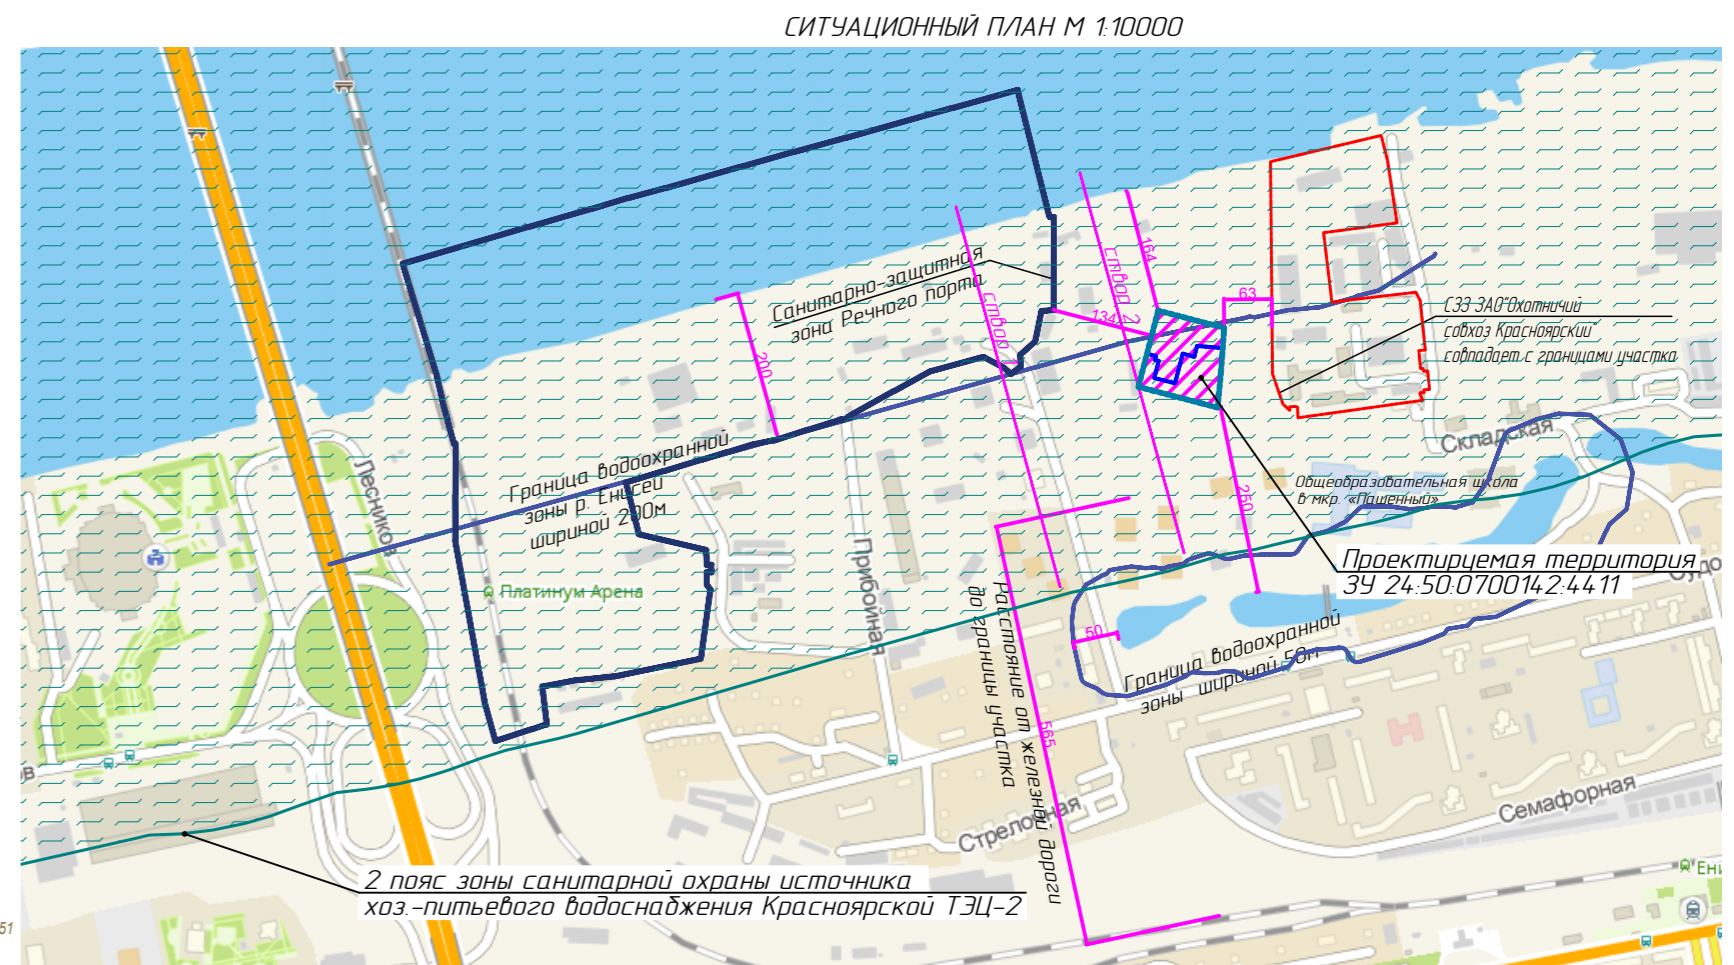 СИТУАЦИОННЫЙ ПЛАН М 1:10000
164
створ 2
Санитарно-защитная
зона Речного порта
створ 1
134
63
СЗЗ ЗАО"Охотничий
совхоз Красноярский"
совпадает с границами участка
200
Складская
Граница водоохранной
зоны р. Енисей
шириной 200м
Лесников
Общеобразовательная школа
в мкр. «Пашенный»
250
Прибойная
Проектируемая территория
ЗУ 24:50:0700142:4411
Платинум Арена
Расстояние от железной дороги
до границы участка
50
Граница водоохранной
зоны шириной 50м
565
Семафорная
Стрелочная
2 пояс зоны санитарной охраны источника
хоз.-питьевого водоснабжения Красноярской ТЭЦ-2
Ени
51